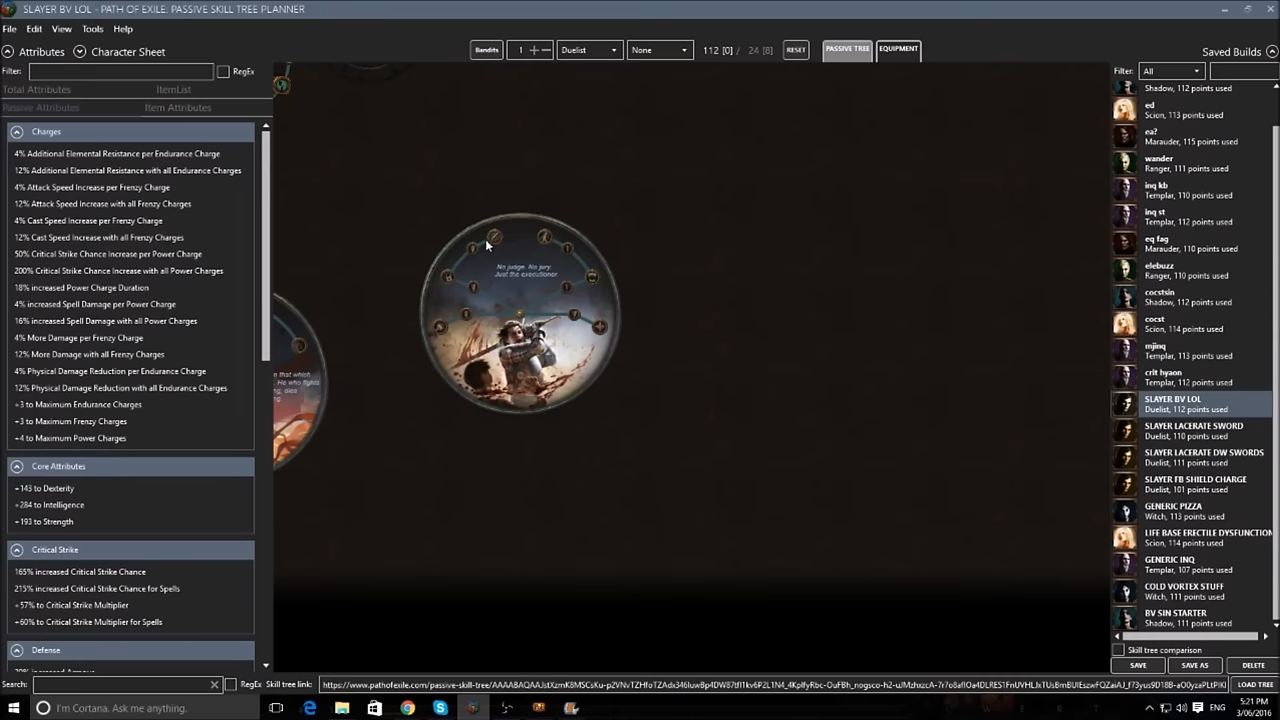 SLAYER BV LOL - PATH OF EXILE: PASSIVE SKILL TREE PLANNER
File Edit View Tools Help
Attributes Character Sheet
Bandits 1 Duelist None 112 [0] / 24 [8] RESET PASSIVE TREE EQUIPMENT
Saved Builds
Filter: RegEx
Filter: All
Total Attributes ItemList
Passive Attributes Item Attributes
Charges
4% Additional Elemental Resistance per Endurance Charge
12% Additional Elemental Resistance with all Endurance Charges
4% Attack Speed Increase per Frenzy Charge
12% Attack Speed Increase with all Frenzy Charges
4% Cast Speed Increase per Frenzy Charge
12% Cast Speed Increase with all Frenzy Charges
50% Critical Strike Chance Increase per Power Charge
200% Critical Strike Chance Increase with all Power Charges
18% increased Power Charge Duration
4% increased Spell Damage per Power Charge
16% increased Spell Damage with all Power Charges
4% More Damage per Frenzy Charge
12% More Damage with all Frenzy Charges
4% Physical Damage Reduction per Endurance Charge
12% Physical Damage Reduction with all Endurance Charges
+3 to Maximum Endurance Charges
+3 to Maximum Frenzy Charges
+4 to Maximum Power Charges
Core Attributes
+143 to Dexterity
+284 to Intelligence
+193 to Strength
Critical Strike
165% increased Critical Strike Chance
215% increased Critical Strike Chance for Spells
+57% to Critical Strike Multiplier
+60% to Critical Strike Multiplier for Spells
Defense
No judge. No jury.
Just the executioner.
that which
He who fights
Shadow, 112 points used
ed
Scion, 113 points used
ea?
Marauder, 115 points used
wander
Ranger, 111 points used
inq kb
Templar, 110 points used
inq st
Templar, 112 points used
eq fag
Marauder, 110 points used
elebuzz
Ranger, 110 points used
cocstsin
Shadow, 112 points used
cocst
Scion, 114 points used
mjinq
Templar, 113 points used
crit hyaon
Templar, 112 points used
SLAYER BV LOL
Duelist, 112 points used
SLAYER LACERATE SWORD
Duelist, 110 points used
SLAYER LACERATE DW SWORDS
Duelist, 111 points used
SLAYER FB SHIELD CHARGE
Duelist, 101 points used
GENERIC PIZZA
Witch, 113 points used
LIFE BASE ERECTILE DYSFUNCTION
Scion, 114 points used
GENERIC INQ
Templar, 107 points used
COLD VORTEX STUFF
Witch, 111 points used
BV SIN STARTER
Shadow, 111 points used
Skill tree comparison
SAVE SAVE AS DELETE
Search: RegEx Skill tree link: LOAD TREE
I'm Cortana. Ask me anything.
ENG
5:21 PM
3/06/2016